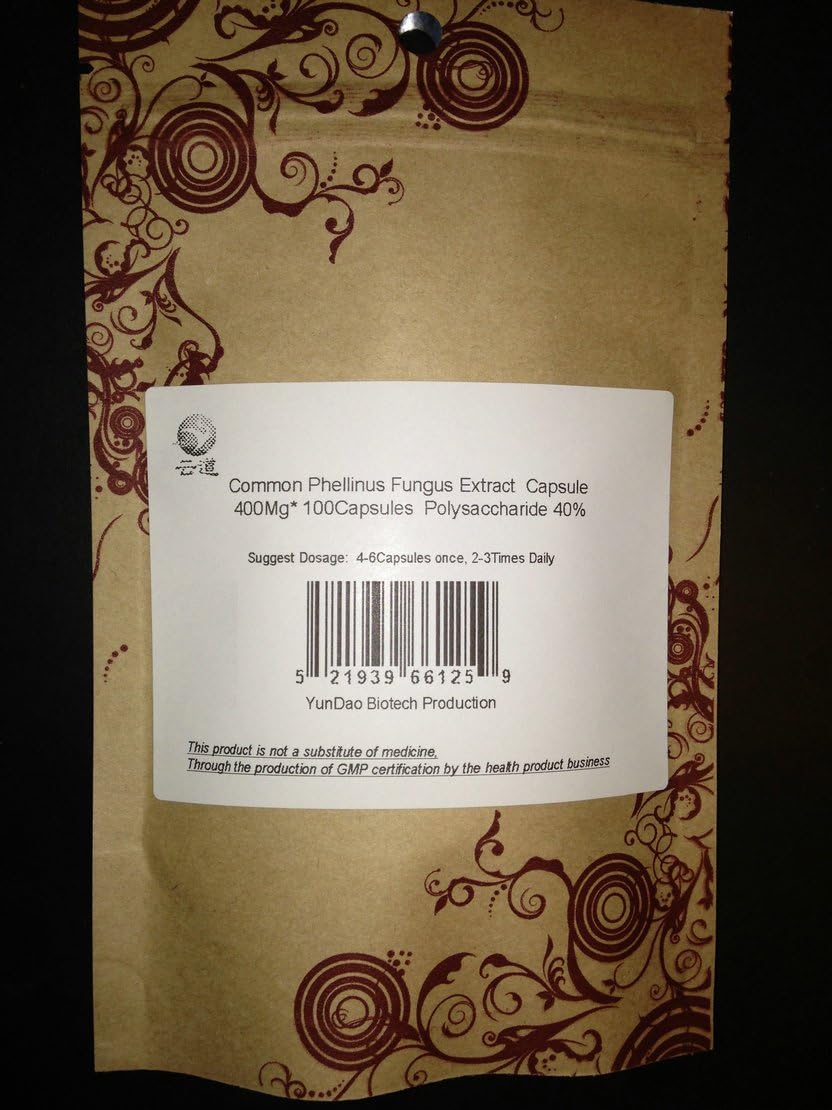 云道
Common Phellinus Fungus Extract Capsule
400Mg* 100Capsules Polysaccharide 40%
Suggest Dosage: 4-6Capsules once, 2-3Times Daily
5 21939 66125 9
YunDao Biotech Production
This product is not a substitute of medicine,
Through the production of GMP certification by the health product business